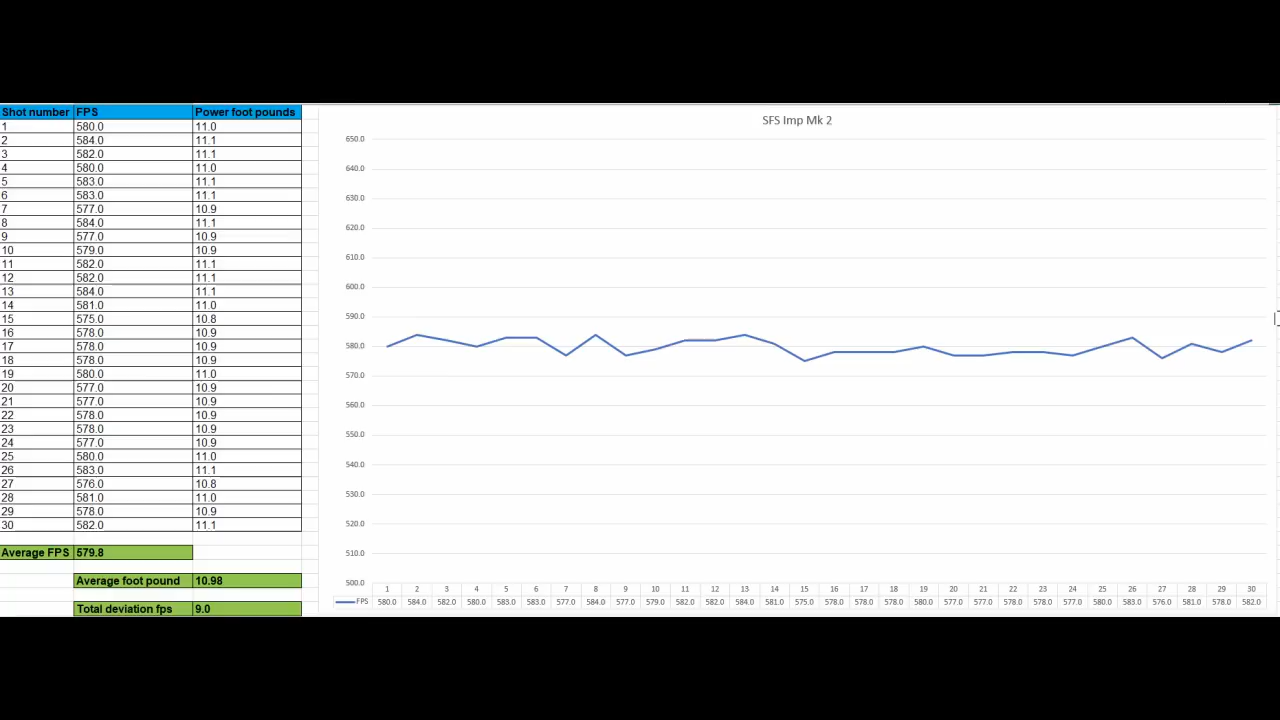 Shot number FPS Power foot pounds
1 580.0 11.0
2 584.0 11.1
3 582.0 11.1
4 580.0 11.0
5 583.0 11.1
6 583.0 11.1
7 577.0 10.9
8 584.0 11.1
9 577.0 10.9
10 579.0 10.9
11 582.0 11.1
12 582.0 11.1
13 584.0 11.1
14 581.0 11.0
15 575.0 10.8
16 578.0 10.9
17 578.0 10.9
18 578.0 10.9
19 580.0 11.0
20 577.0 10.9
21 577.0 10.9
22 578.0 10.9
23 578.0 10.9
24 577.0 10.9
25 580.0 11.0
26 583.0 11.1
27 576.0 10.8
28 581.0 11.0
29 578.0 10.9
30 582.0 11.1
Average FPS 579.8
Average foot pound 10.98
Total deviation fps 9.0
SFS Imp Mk 2
650.0
640.0
630.0
620.0
610.0
600.0
590.0
580.0
570.0
560.0
550.0
540.0
530.0
520.0
510.0
500.0
1 2 3 4 5 6 7 8 9 10 11 12 13 14 15 16 17 18 19 20 21 22 23 24 25 26 27 28 29 30
FPS 580.0 584.0 582.0 580.0 583.0 583.0 577.0 584.0 577.0 579.0 582.0 582.0 584.0 581.0 575.0 578.0 578.0 578.0 580.0 577.0 577.0 578.0 578.0 577.0 580.0 583.0 576.0 581.0 578.0 582.0